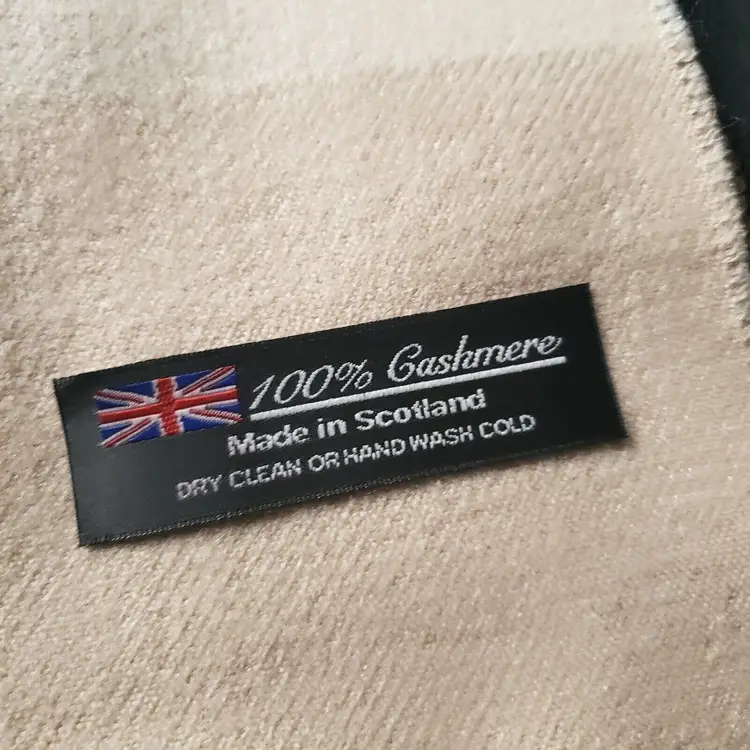 100% Cashmere
Made in Scotland
DRY CLEAN OR HAND WASH COLD